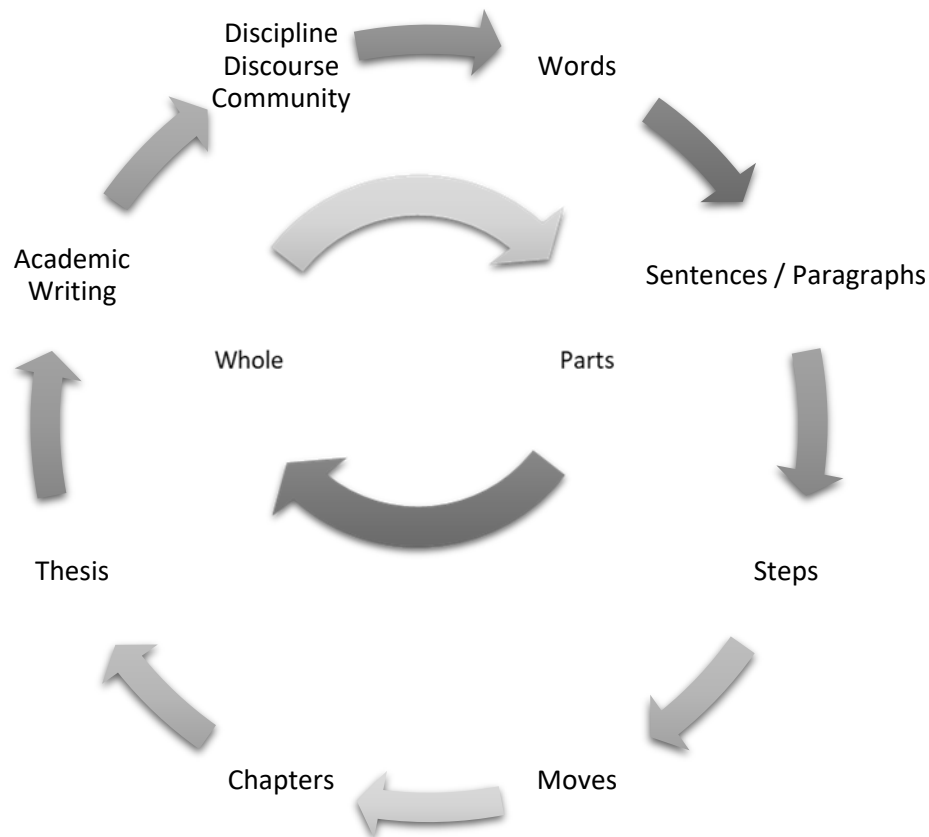 Discipline
Discourse
Community
Words
Academic
Writing
Sentences / Paragraphs
Whole
Parts
Thesis
Steps
Chapters
Moves